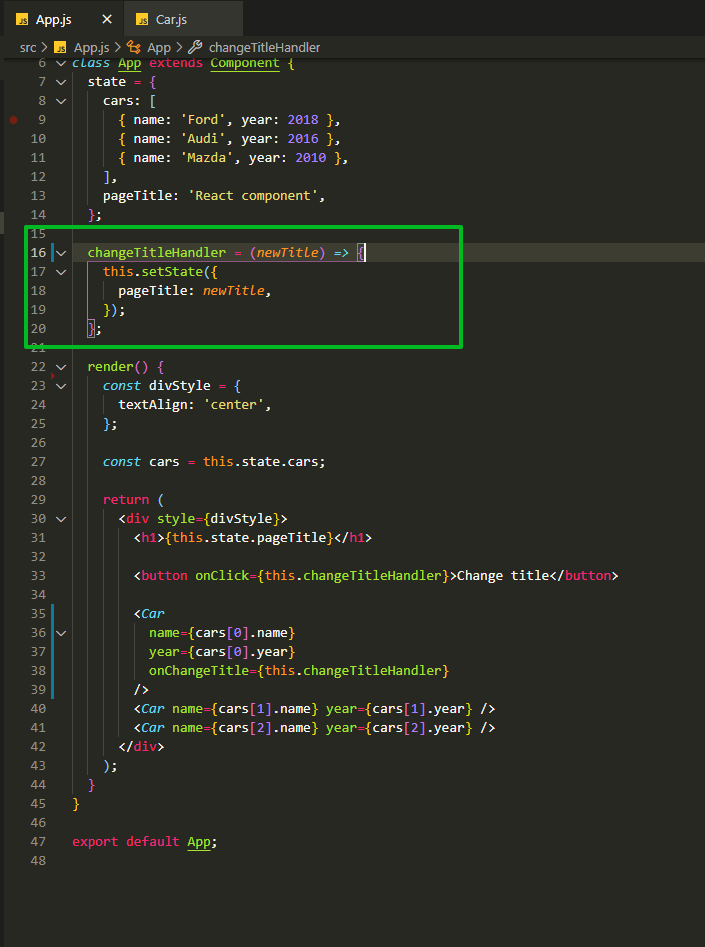 JS App.js × JS Car.js
src > JS App.js > App > changeTitleHandler
6 class App extends Component {
7 state = {
8 cars: [
9 { name: 'Ford', year: 2018 },
10 { name: 'Audi', year: 2016 },
11 { name: 'Mazda', year: 2010 },
12 ],
13 pageTitle: 'React component',
14 };
15
16 changeTitleHandler = (newTitle) => {
17 this.setState({
18 pageTitle: newTitle,
19 });
20 };
21
22 render() {
23 const divStyle = {
24 textAlign: 'center',
25 };
26
27 const cars = this.state.cars;
28
29 return (
30 <div style={divStyle}>
31 <h1>{this.state.pageTitle}</h1>
32
33 <button onClick={this.changeTitleHandler}>Change title</button>
34
35 <Car
36 name={cars[0].name}
37 year={cars[0].year}
38 onChangeTitle={this.changeTitleHandler}
39 />
40 <Car name={cars[1].name} year={cars[1].year} />
41 <Car name={cars[2].name} year={cars[2].year} />
42 </div>
43 );
44 }
45 }
46
47 export default App;
48